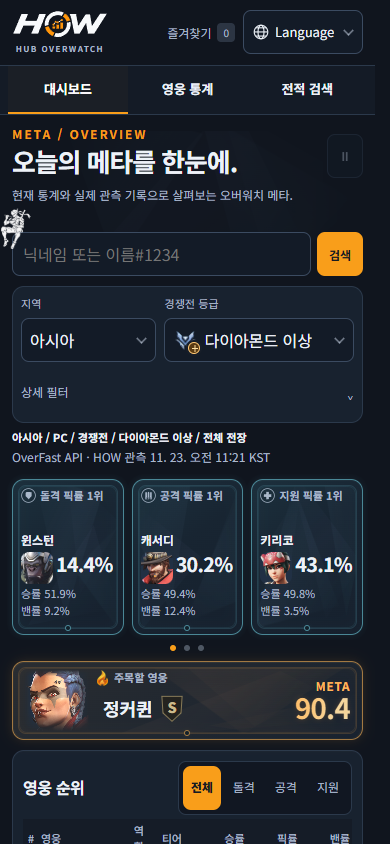 HOW
HUB OVERWATCH
즐겨찾기 0
Language
대시보드 영웅 통계 전적 검색
META / OVERVIEW
오늘의 메타를 한눈에.
현재 통계와 실제 관측 기록으로 살펴보는 오버워치 메타.
닉네임 또는 이름#1234 검색
지역 경쟁전 등급
아시아 다이아몬드 이상
상세 필터
아시아 / PC / 경쟁전 / 다이아몬드 이상 / 전체 전장
OverFast API · HOW 관측 11. 23. 오전 11:21 KST
돌격 픽률 1위 공격 픽률 1위 지원 픽률 1위
윈스턴 캐서디 키리코
14.4% 30.2% 43.1%
승률 51.9% 승률 49.4% 승률 49.8%
밴률 9.2% 밴률 12.4% 밴률 3.5%
주목할 영웅
META
정커퀸 S 90.4
영웅 순위 전체 돌격 공격 지원
# 영웅 역 티어 승률 픽률 밴률